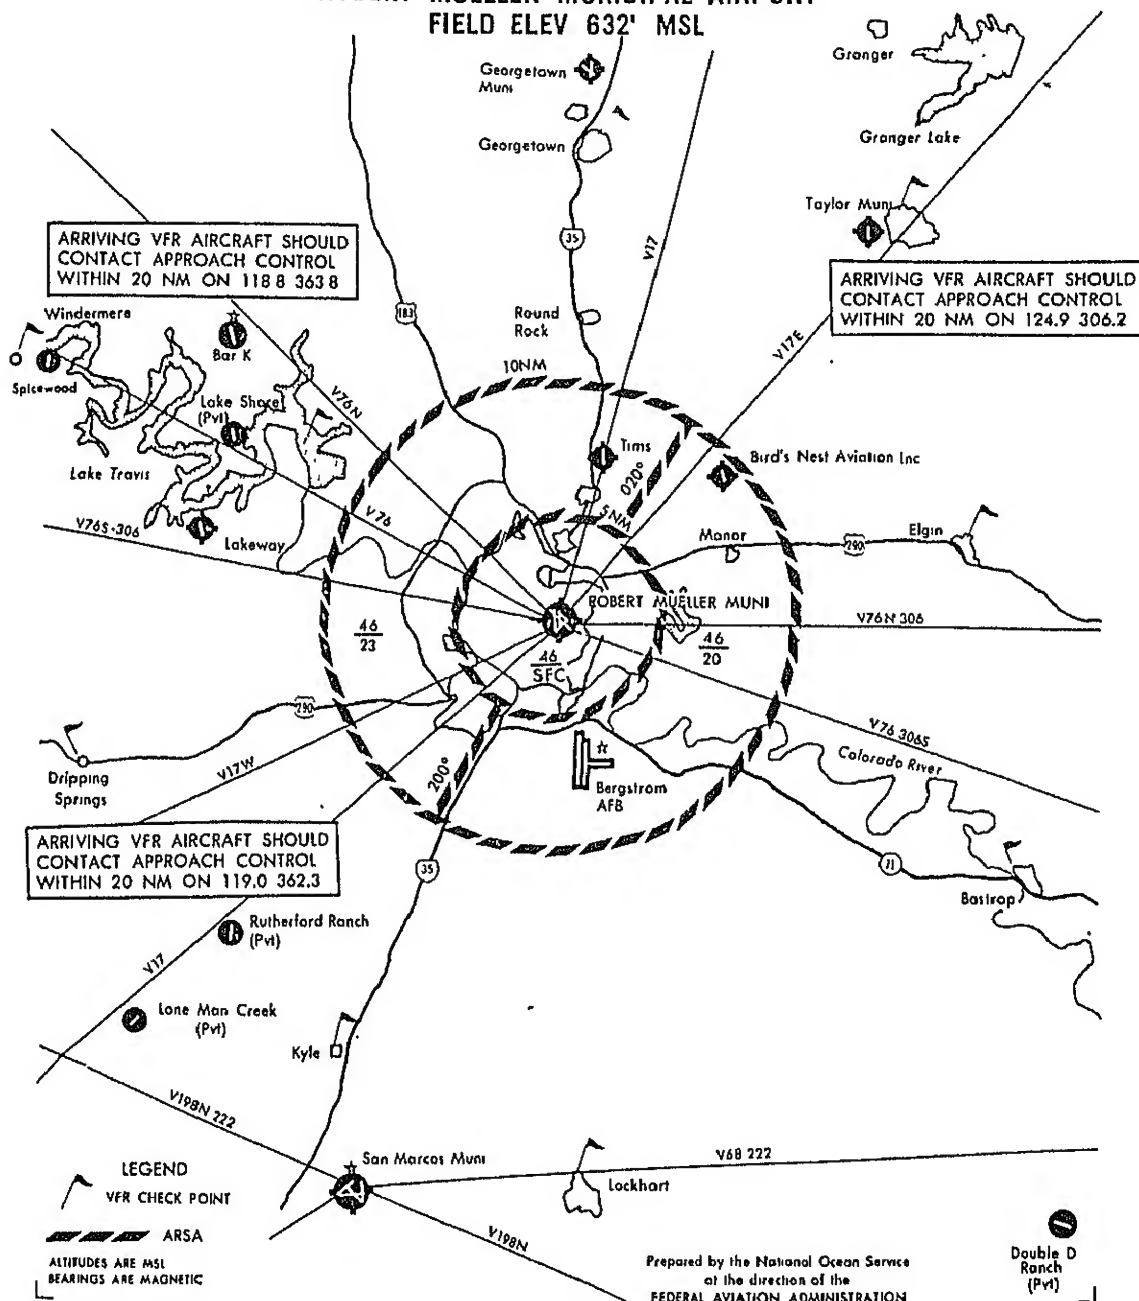 FIELD ELEV 632' MSL
Georgetown
Muni
Granger
Georgetown
Granger Lake
Taylor Muni
35
V17
ARRIVING VFR AIRCRAFT SHOULD
CONTACT APPROACH CONTROL
WITHIN 20 NM ON 118 8 363 8
ARRIVING VFR AIRCRAFT SHOULD
CONTACT APPROACH CONTROL
WITHIN 20 NM ON 124.9 306.2
Windermere
183
Round
Rock
Bar K
V17E
Spicewood
10NM
V76N
Lake Shore
(Pvt)
Tims
Bird's Nest Aviation Inc
Lake Travis
020°
V76
5NM
V76S-306
Lakeway
Manor
290
Elgin
ROBERT MUELLER MUNI
V76N 306
46
23
46
SFC
46
20
290
V76 306S
Colorado River
Dripping
Springs
V17W
200°
Bergstrom
AFB
ARRIVING VFR AIRCRAFT SHOULD
CONTACT APPROACH CONTROL
WITHIN 20 NM ON 119.0 362.3
35
71
Bastrop
Rutherford Ranch
(Pvt)
V17
Lone Man Creek
(Pvt)
Kyle
V198N 222
San Marcos Muni
V68 222
Lockhart
LEGEND
VFR CHECK POINT
ARSA
ALTITUDES ARE MSL
BEARINGS ARE MAGNETIC
V198N
Double D
Ranch
(Pvt)
Prepared by the National Ocean Service
at the direction of the
FEDERAL AVIATION ADMINISTRATION